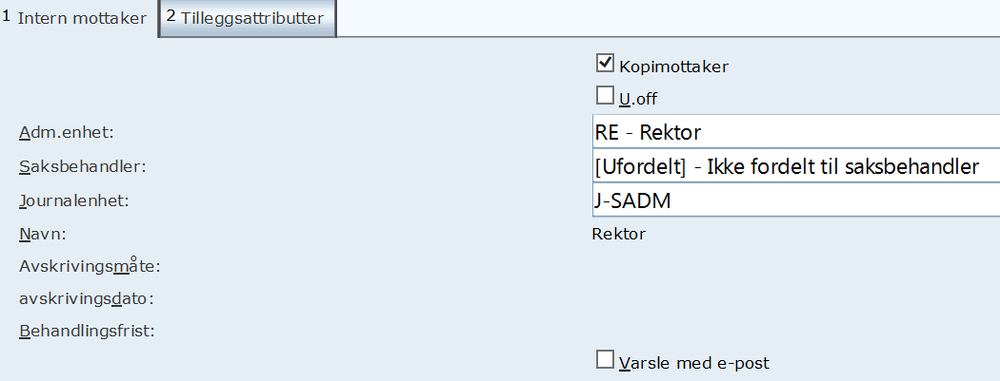 1 Intern mottaker 2 Tilleggsattributter
Kopimottaker
U.off
Adm.enhet: RE - Rektor
Saksbehandler: [Ufordelt] - Ikke fordelt til saksbehandler
Journalenhet: J-SADM
Navn: Rektor
Avskrivingsmåte:
avskrivingsdato:
Behandlingsfrist:
Varsle med e-post